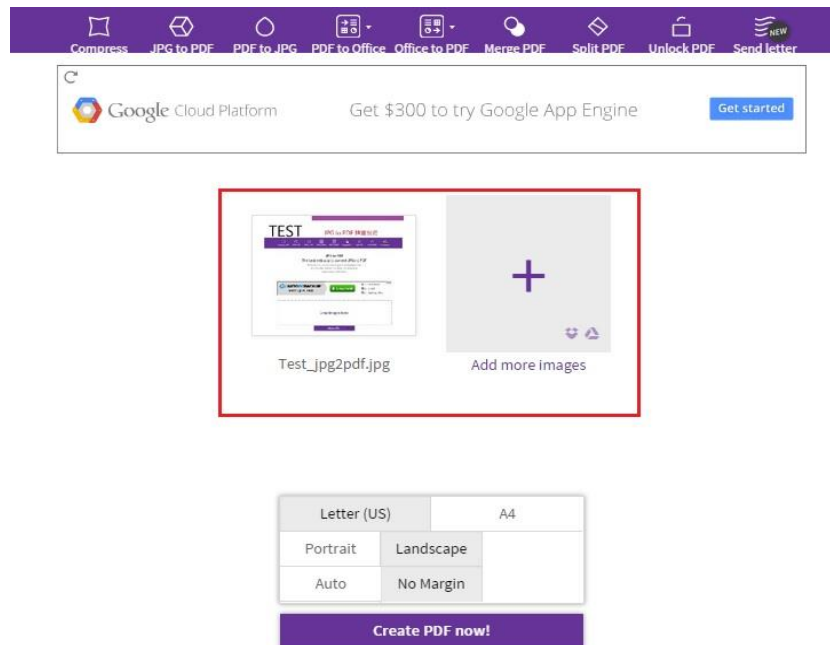 Compress JPG to PDF PDF to JPG PDF to Office Office to PDF Merge PDF Split PDF Unlock PDF Send letter NEW
Google Cloud Platform Get $300 to try Google App Engine Get started
TEST
Test_jpg2pdf.jpg Add more images
Letter (US) A4
Portrait Landscape
Auto No Margin
Create PDF now!